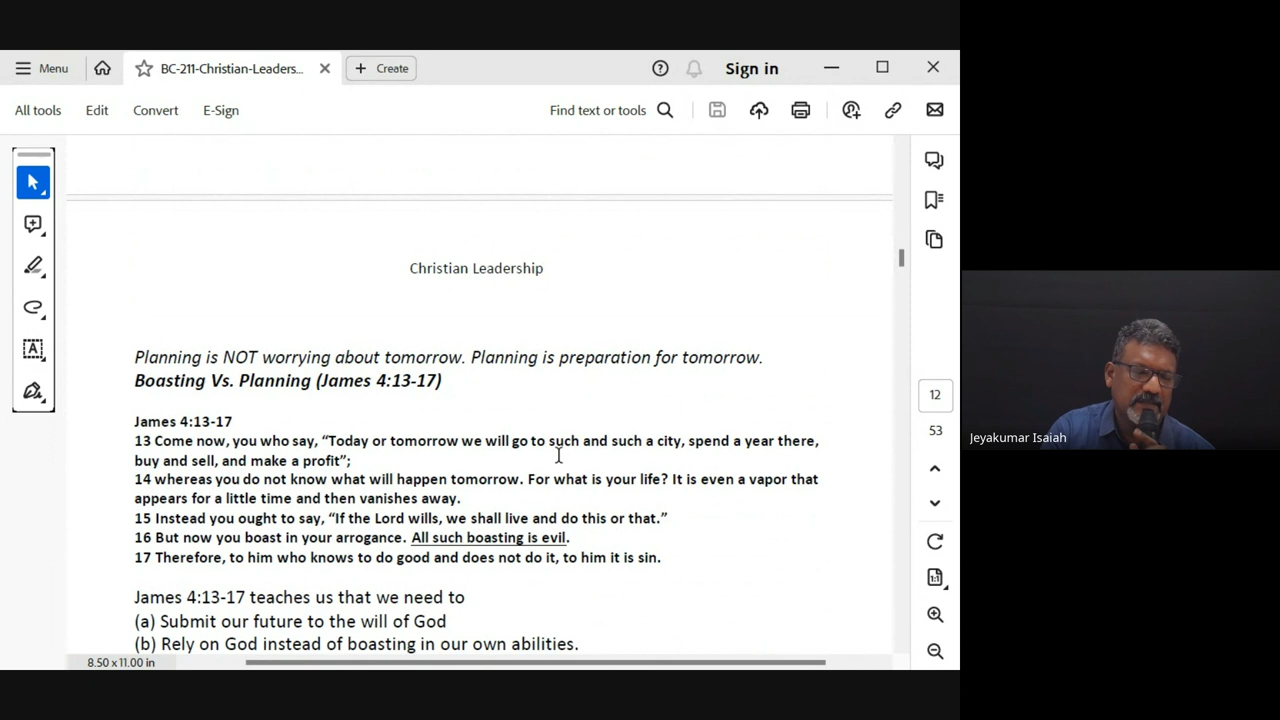 Menu
BC-211-Christian-Leaders...
Create
Sign in
All tools
Edit
Convert
E-Sign
Find text or tools
Christian Leadership
Planning is NOT worrying about tomorrow. Planning is preparation for tomorrow.
Boasting Vs. Planning (James 4:13-17)
James 4:13-17
13 Come now, you who say, “Today or tomorrow we will go to such and such a city, spend a year there,
buy and sell, and make a profit”;
14 whereas you do not know what will happen tomorrow. For what is your life? It is even a vapor that
appears for a little time and then vanishes away.
15 Instead you ought to say, “If the Lord wills, we shall live and do this or that.”
16 But now you boast in your arrogance. All such boasting is evil.
17 Therefore, to him who knows to do good and does not do it, to him it is sin.
James 4:13-17 teaches us that we need to
(a) Submit our future to the will of God
(b) Rely on God instead of boasting in our own abilities.
8.50 x 11.00 in
12
53
1:1
Jeyakumar Isaiah